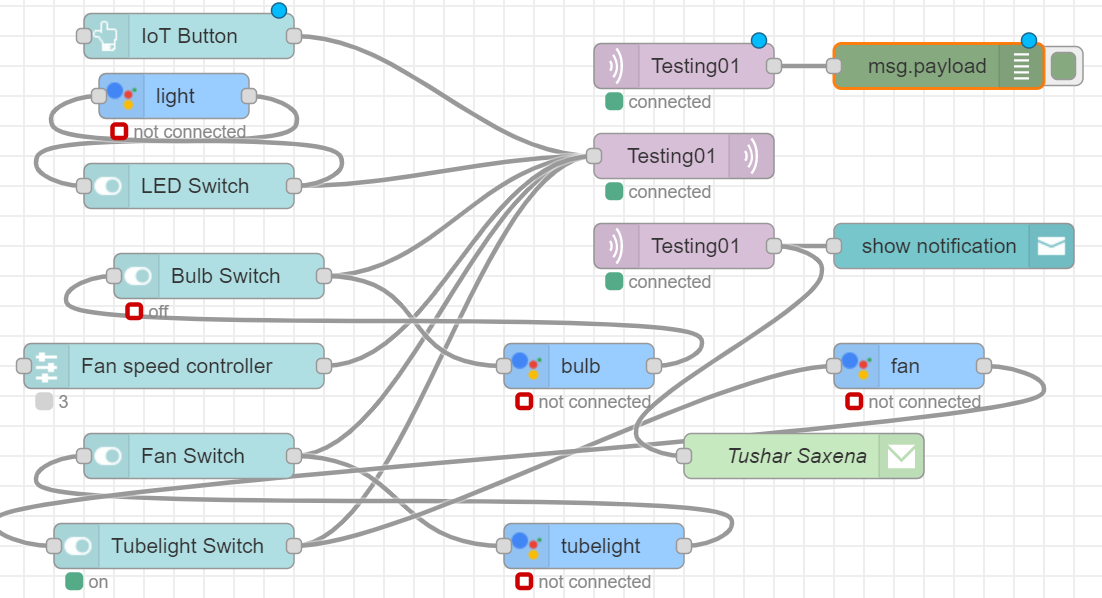 IoT Button
Testing01
msg.payload
connected
light
not connected
Testing01
connected
LED Switch
Testing01
show notification
connected
Bulb Switch
off
Fan speed controller
3
bulb
not connected
fan
not connected
Fan Switch
Tushar Saxena
Tubelight Switch
on
tubelight
not connected